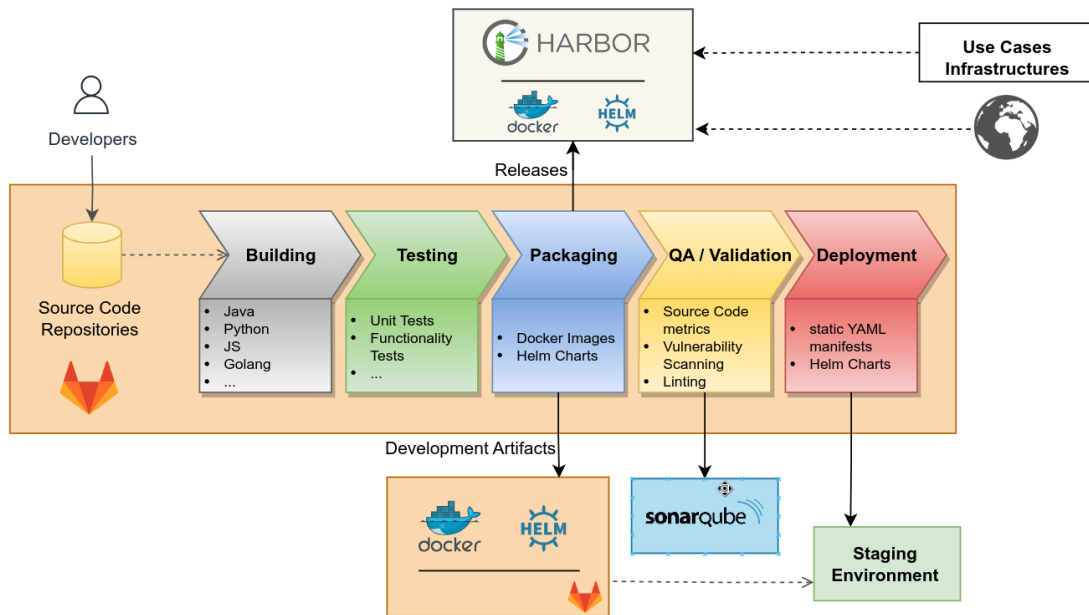 HARBOR
docker
HELM
Use Cases
Infrastructures
Developers
Releases
Source Code
Repositories
Building
• Java
• Python
• JS
• Golang
• ...
Testing
• Unit Tests
• Functionality
Tests
• ...
Packaging
• Docker Images
• Helm Charts
QA / Validation
• Source Code
metrics
• Vulnerability
Scanning
• Linting
Deployment
• static YAML
manifests
• Helm Charts
Development Artifacts
docker
HELM
sonarqube
Staging
Environment